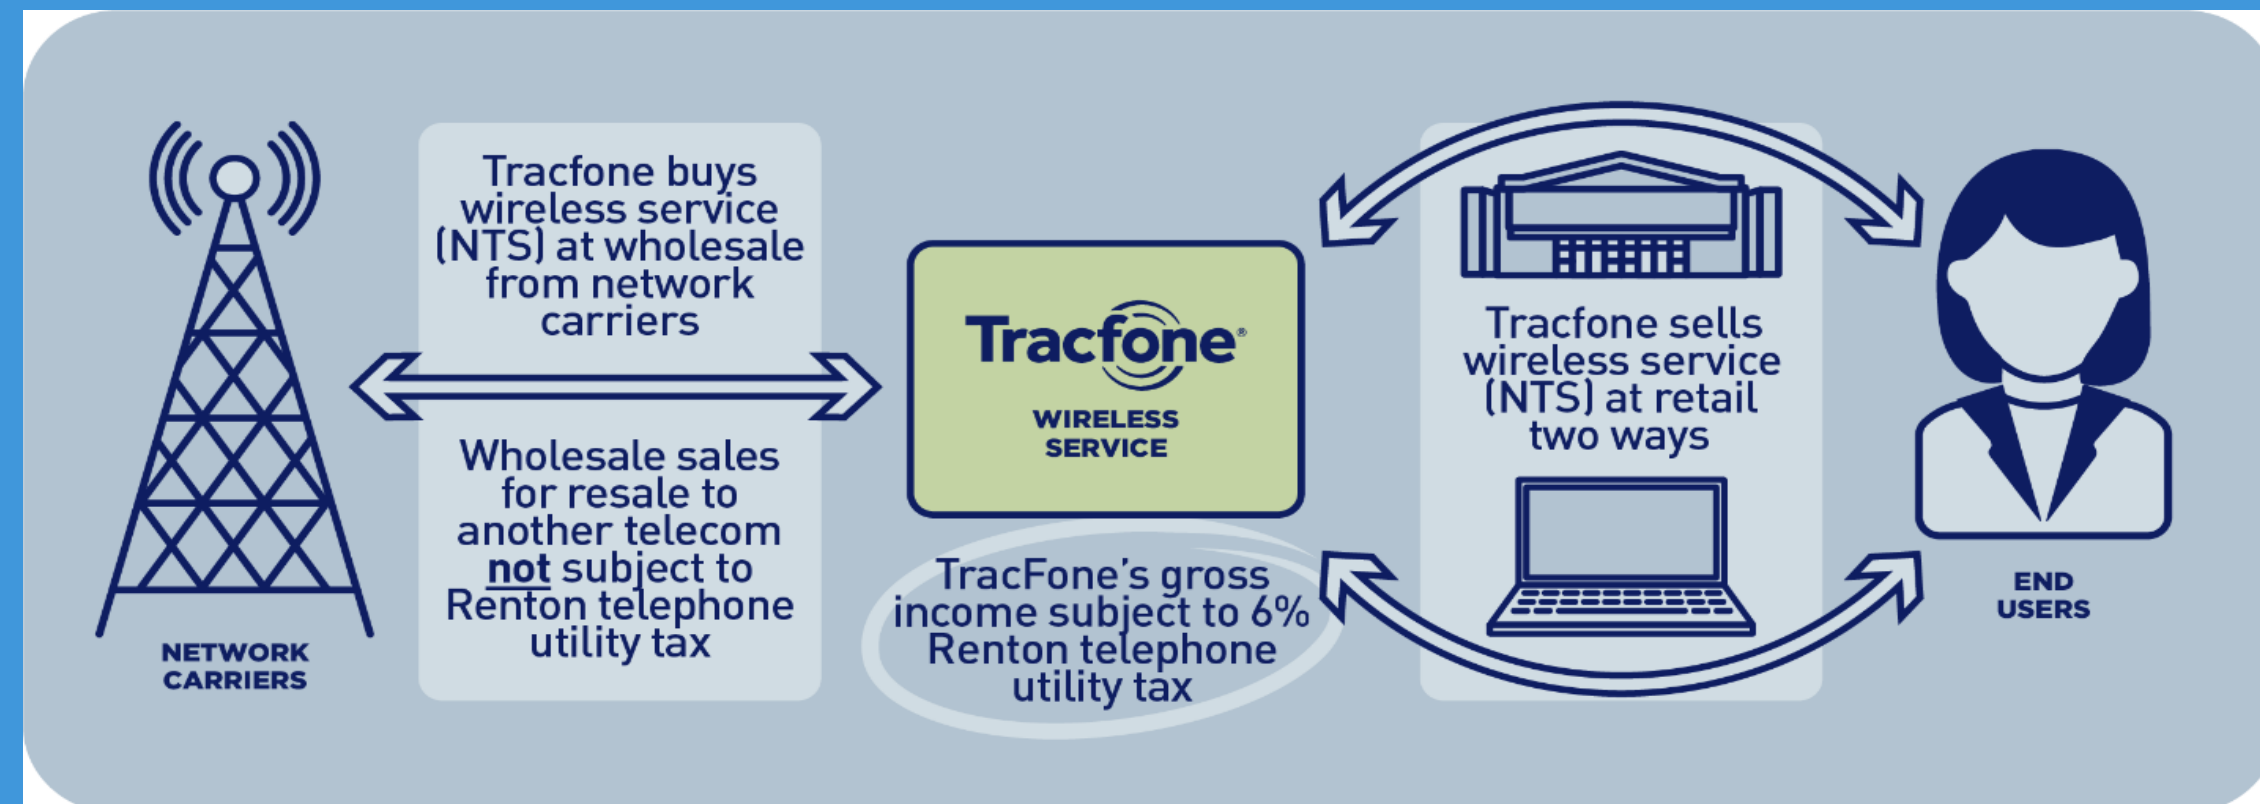 Tracfone buys
wireless service
(NTS) at wholesale
from network
carriers
Wholesale sales
for resale to
another telecom
not subject to
Renton telephone
utility tax
NETWORK
CARRIERS
Tracfone®
WIRELESS
SERVICE
TracFone's gross
income subject to 6%
Renton telephone
utility tax
Tracfone sells
wireless service
(NTS) at retail
two ways
END
USERS